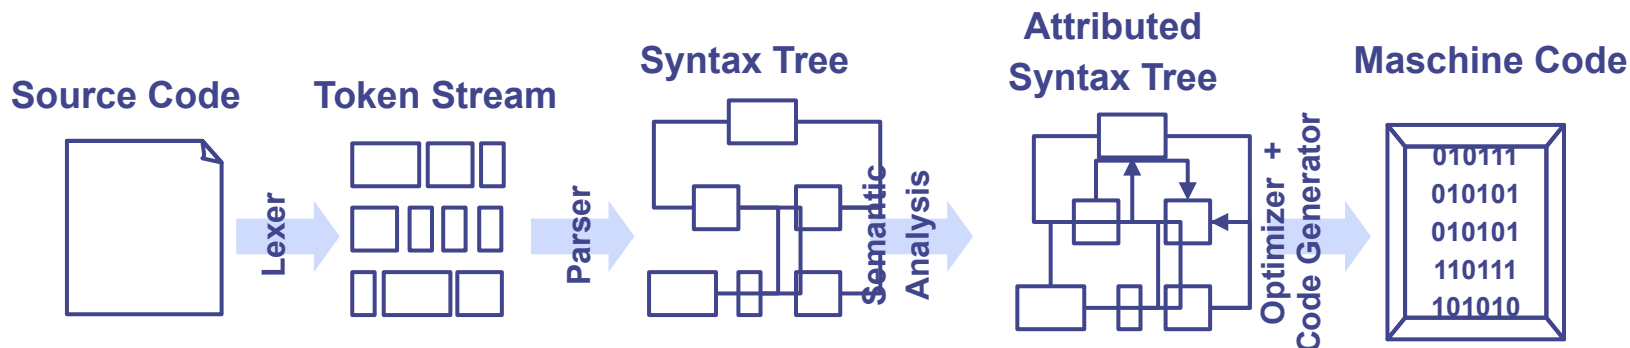 Source Code
Lexer
Token Stream
Parser
Syntax Tree
Semantic
Analysis
Attributed
Syntax Tree
Optimizer +
Code Generator
Maschine Code
010111
010101
010101
110111
101010